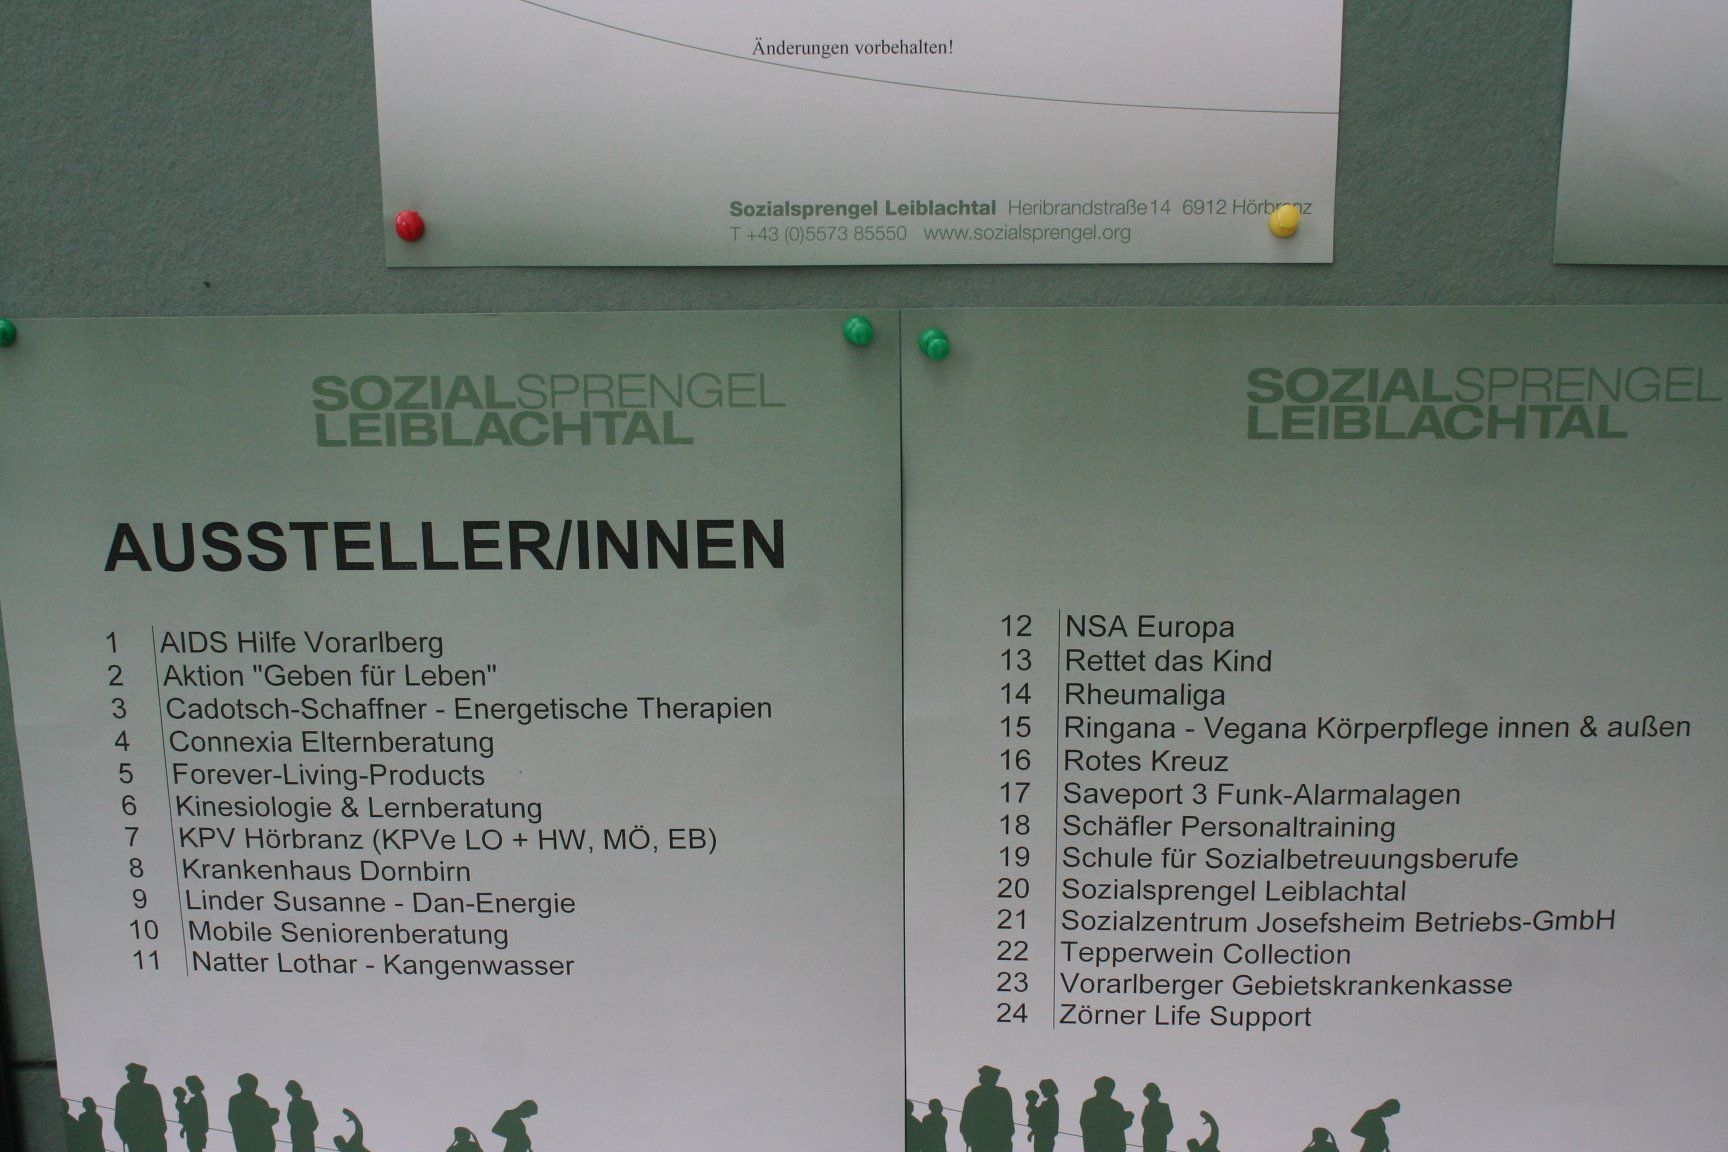 Änderungen vorbehalten!
Sozialsprengel Leiblachtal Heribrandstraße 14 6912 Hörbranz
T +43 (0)5573 85550 www.sozialsprengel.org
SOZIALSPRENGEL
LEIBLACHTAL
AUSSTELLER/INNEN
1 AIDS Hilfe Vorarlberg
2 Aktion "Geben für Leben"
3 Cadotsch-Schaffner - Energetische Therapien
4 Connexia Elternberatung
5 Forever-Living-Products
6 Kinesiologie & Lernberatung
7 KPV Hörbranz (KPVe LO + HW, MÖ, EB)
8 Krankenhaus Dornbirn
9 Linder Susanne - Dan-Energie
10 Mobile Seniorenberatung
11 Natter Lothar - Kangenwasser
SOZIALSPRENGEL
LEIBLACHTAL
12 NSA Europa
13 Rettet das Kind
14 Rheumaliga
15 Ringana - Vegana Körperpflege innen & außen
16 Rotes Kreuz
17 Saveport 3 Funk-Alarmalagen
18 Schäfler Personaltraining
19 Schule für Sozialbetreuungsberufe
20 Sozialsprengel Leiblachtal
21 Sozialzentrum Josefsheim Betriebs-GmbH
22 Tepperwein Collection
23 Vorarlberger Gebietskrankenkasse
24 Zörner Life Support